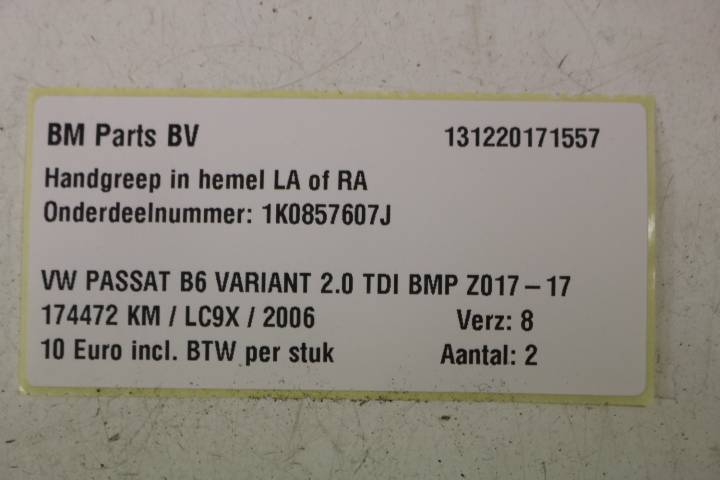 BM Parts BV 131220171557
Handgreep in hemel LA of RA
Onderdeelnummer: 1K0857607J
VW PASSAT B6 VARIANT 2.0 TDI BMP Z017-17
174472 KM / LC9X / 2006 Verz: 8
10 Euro incl. BTW per stuk Aantal: 2